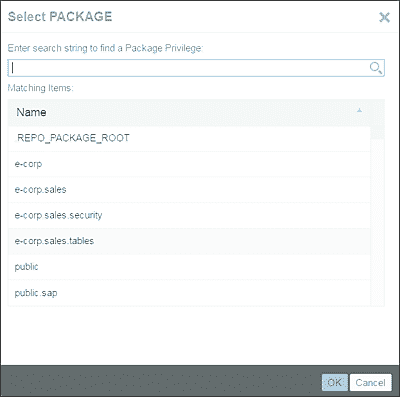 Select PACKAGE
Enter search string to find a Package Privilege:
Matching Items:
Name
REPO_PACKAGE_ROOT
e-corp
e-corp.sales
e-corp.sales.security
e-corp.sales.tables
public
public.sap
OK Cancel